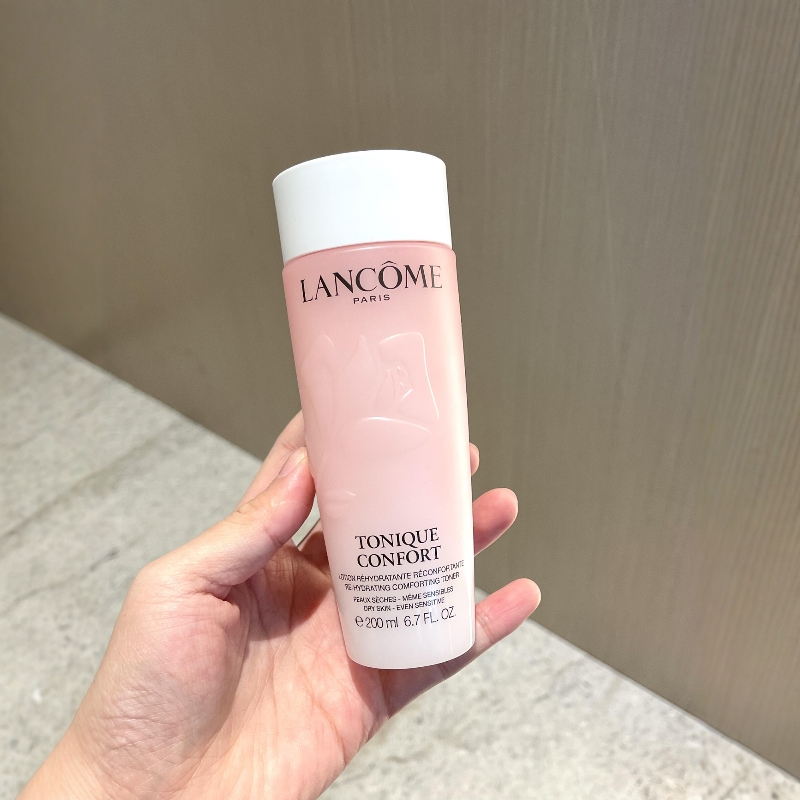 LANCÔME
PARIS
TONIQUE
CONFORT
LOTION RÉHYDRATANTE RÉCONFORTANTE
RE-HYDRATING COMFORTING TONER
PEAUX SÈCHES - MÊME SENSIBLES
DRY SKIN - EVEN SENSITIVE
℮ 200 ml 6.7 FL. OZ.